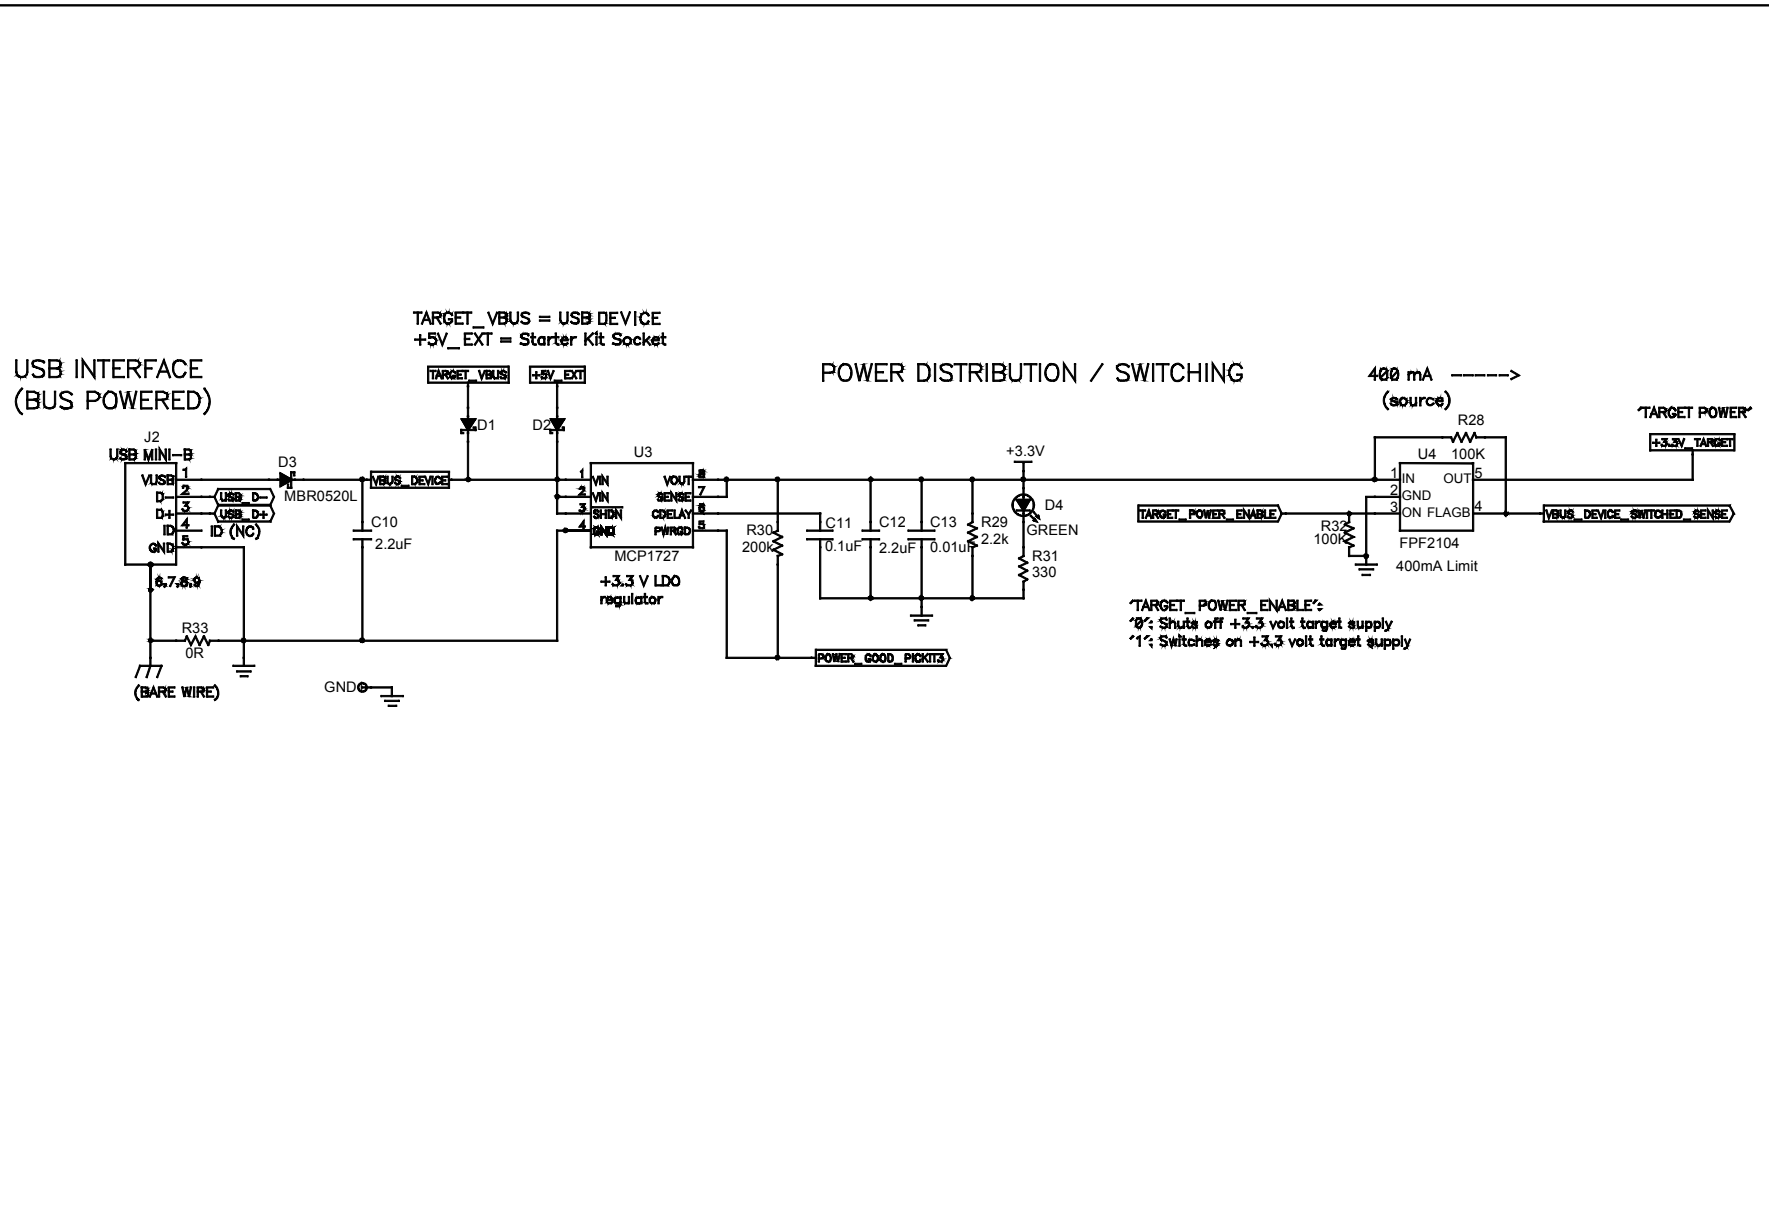 TARGET_VBUS = USB DEVICE
+5V_EXT = Starter Kit Socket
USB INTERFACE
(BUS POWERED)
TARGET_VBUS
+5V_EXT
POWER DISTRIBUTION / SWITCHING
400 mA ----->
(source)
"TARGET POWER"
+3.3V_TARGET
J2
USB MINI-B
VUSB 1
D- 2
D+ 3
ID 4
GND 5
USB_D-
USB_D+
ID (NC)
6,7,8,9
D3
MBR0520L
VBUS_DEVICE
C10
2.2uF
D1
D2
U3
1 VIN
2 VIN
3 SHDN
4 GND
VOUT 8
SENSE 7
CDELAY 6
PWRGD 5
MCP1727
+3.3 V LDO
regulator
R30
200k
C11
0.1uF
C12
2.2uF
C13
0.01uF
R29
2.2k
+3.3V
D4
GREEN
R31
330
R28
100K
U4
1 IN
2 GND
3 ON
OUT 5
FLAGB 4
FPF2104
400mA Limit
TARGET_POWER_ENABLE
R32
100K
VBUS_DEVICE_SWITCHED_SENSE
"TARGET_POWER_ENABLE":
"0": Shuts off +3.3 volt target supply
"1": Switches on +3.3 volt target supply
R33
0R
(BARE WIRE)
GND
POWER_GOOD_PICKIT3